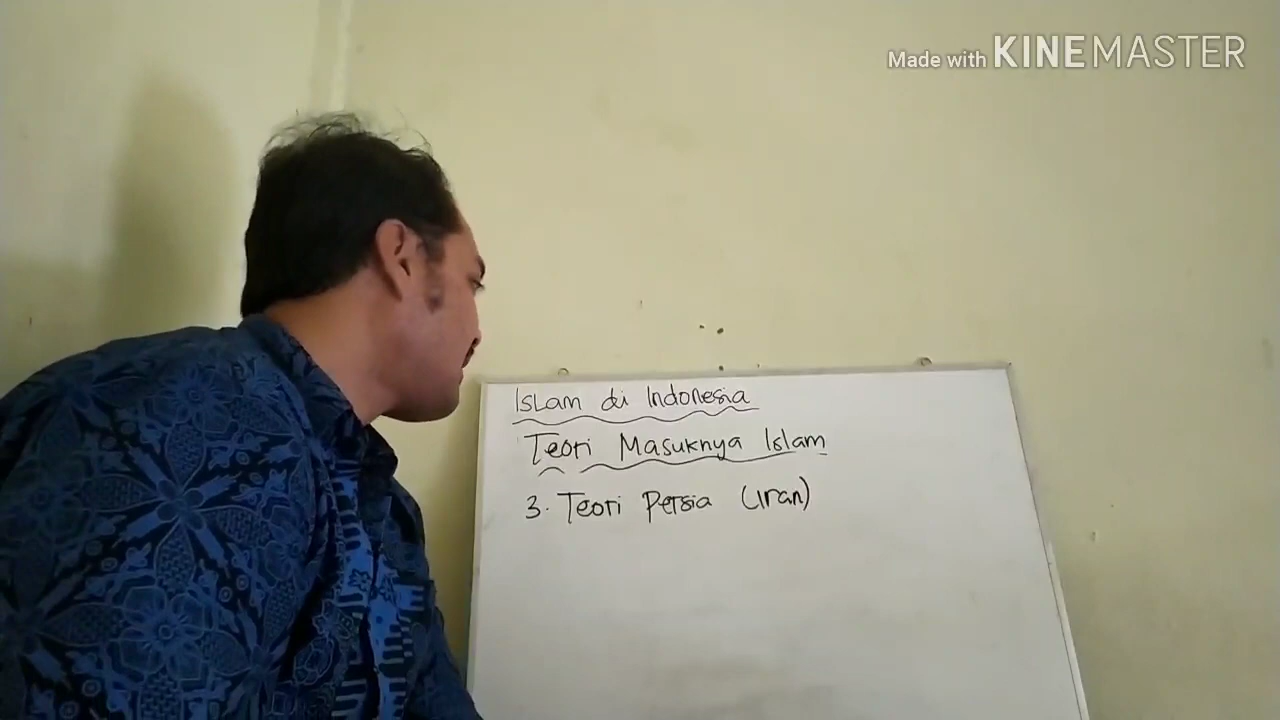 Made with KINEMASTER
Islam di Indonesia
Teori Masuknya Islam
3. Teori Persia (Iran)